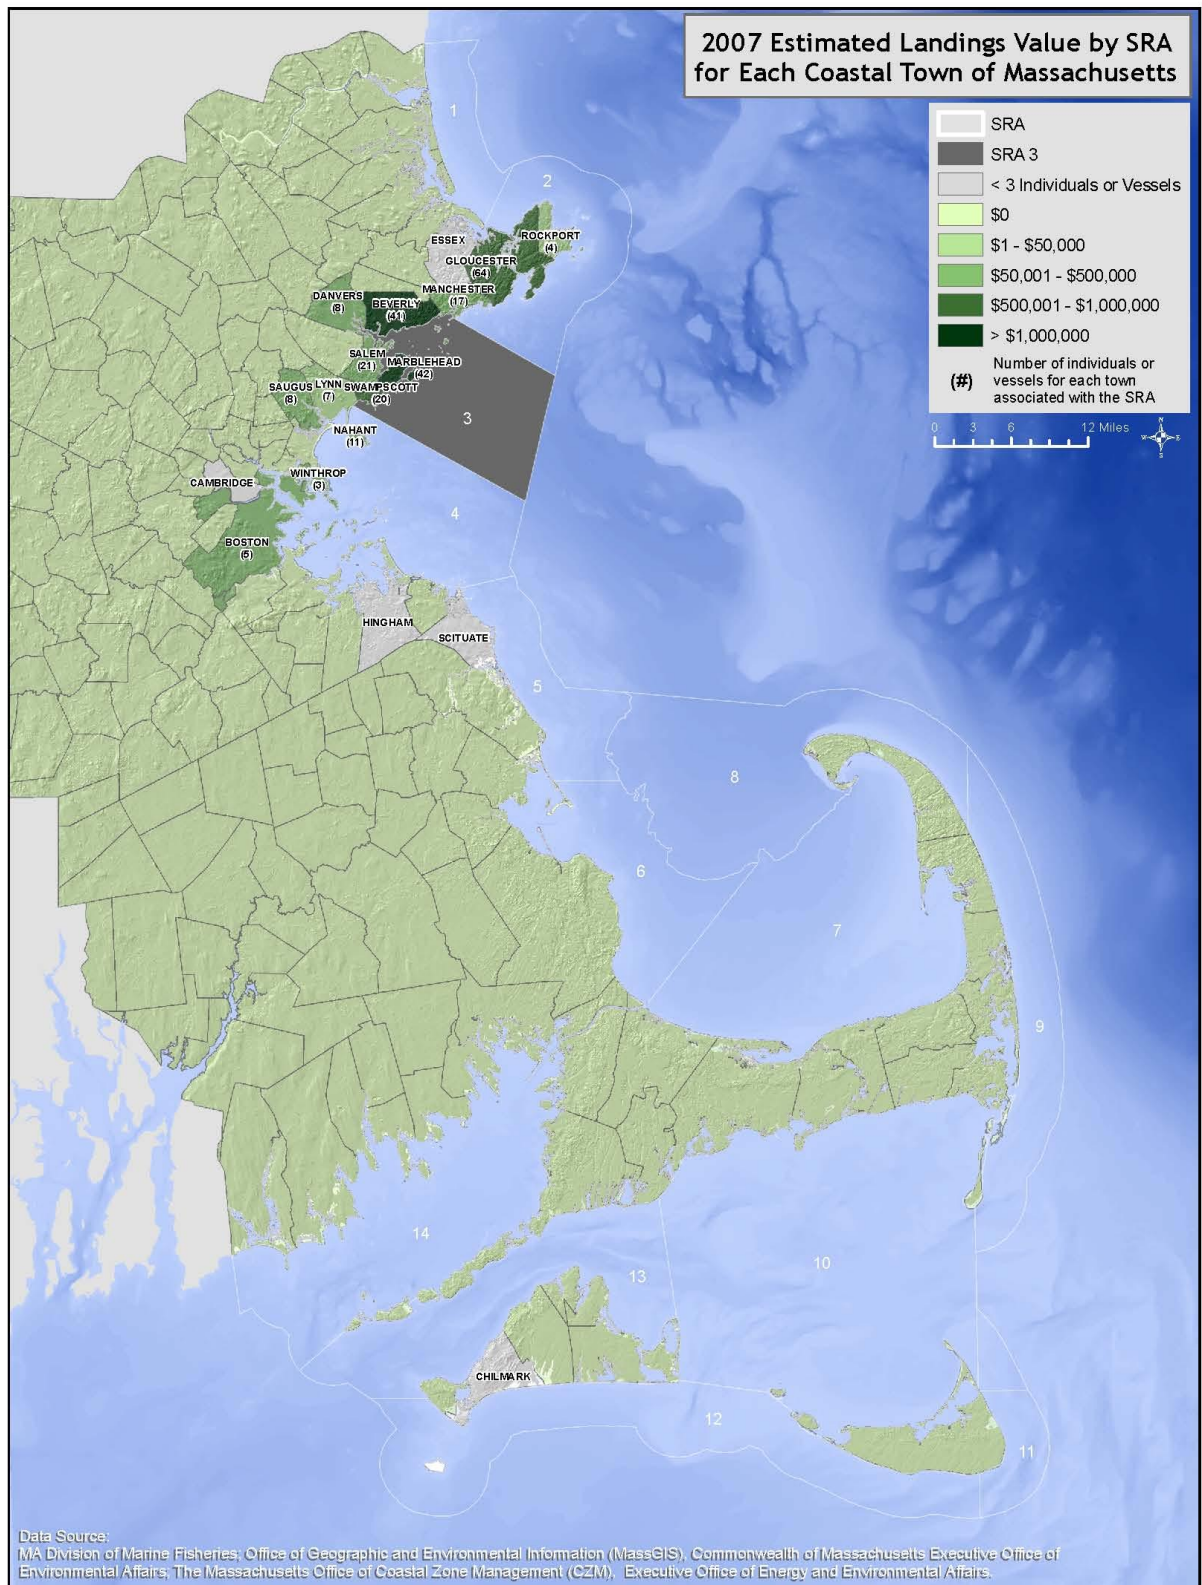 2007 Estimated Landings Value by SRA
for Each Coastal Town of Massachusetts
SRA
SRA 3
< 3 Individuals or Vessels
$0
$1 - $50,000
$50,001 - $500,000
$500,001 - $1,000,000
> $1,000,000
(#)
Number of individuals or
vessels for each town
associated with the SRA
0 3 6 12 Miles
N
W E
S
1
2
ROCKPORT
(4)
ESSEX
GLOUCESTER
(64)
MANCHESTER
(17)
DANVERS
(8)
BEVERLY
(41)
SALEM
(21)
MARBLEHEAD
(42)
SAUGUS
(8)
LYNN
(7)
SWAMPSCOTT
(20)
3
NAHANT
(11)
WINTHROP
(3)
CAMBRIDGE
4
BOSTON
(5)
HINGHAM
SCITUATE
5
8
6
7
9
14
10
13
CHILMARK
12
11
Data Source:
MA Division of Marine Fisheries; Office of Geographic and Environmental Information (MassGIS), Commonwealth of Massachusetts Executive Office of
Environmental Affairs; The Massachusetts Office of Coastal Zone Management (CZM), Executive Office of Energy and Environmental Affairs.